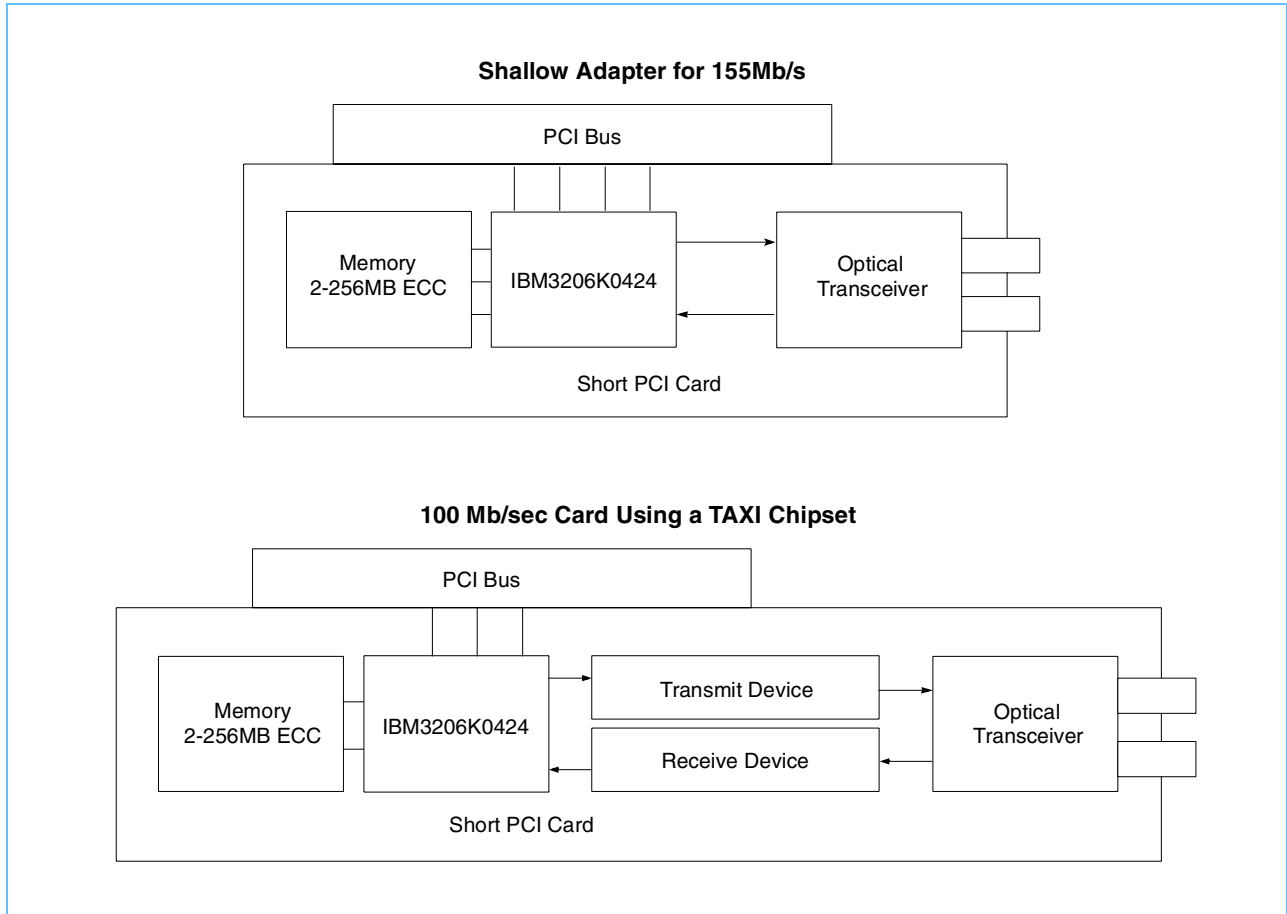 Shallow Adapter for 155Mb/s
PCI Bus
Memory
2-256MB ECC
IBM3206K0424
Optical
Transceiver
Short PCI Card
100 Mb/sec Card Using a TAXI Chipset
PCI Bus
Memory
2-256MB ECC
IBM3206K0424
Transmit Device
Receive Device
Optical
Transceiver
Short PCI Card